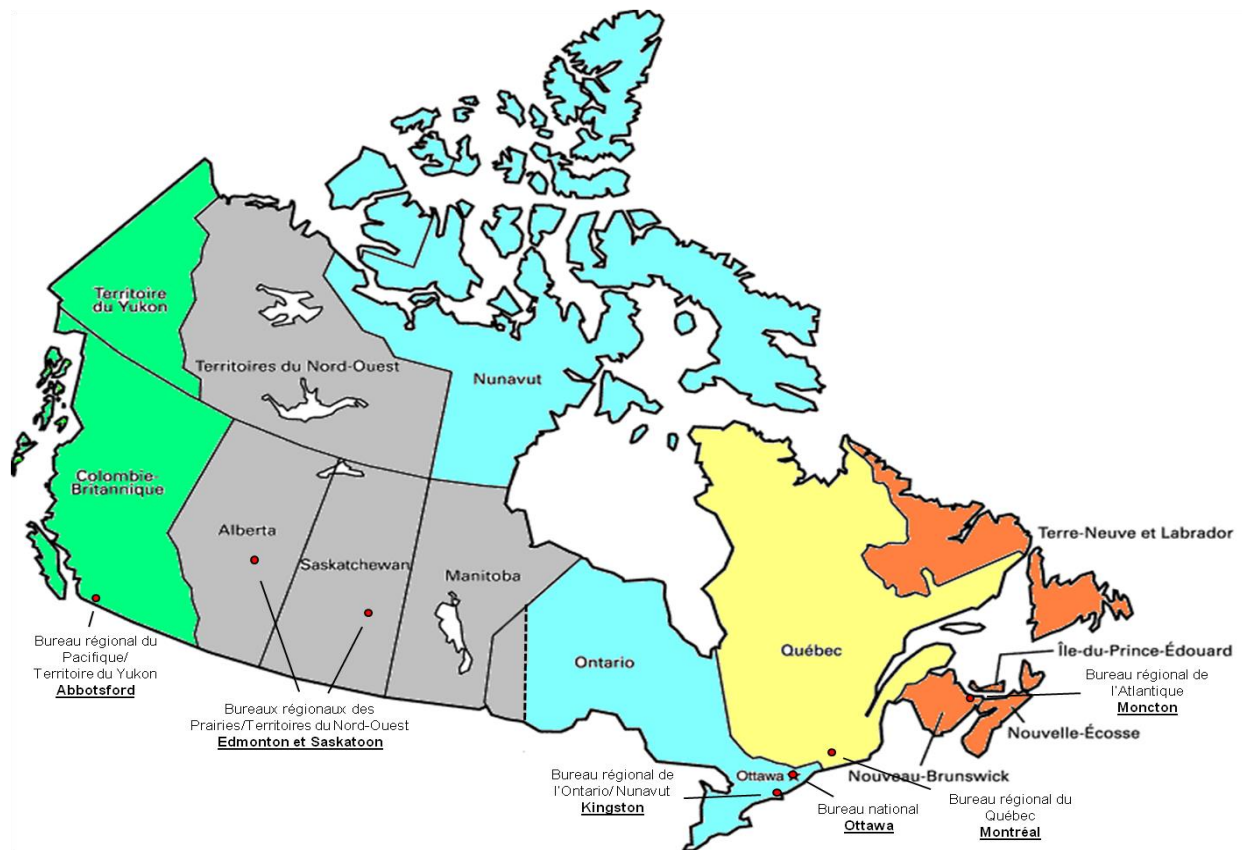 Territoire
du Yukon
Territoires du Nord-Ouest
Nunavut
Colombie-
Britannique
Alberta
Saskatchewan
Manitoba
Ontario
Québec
Terre-Neuve et Labrador
Île-du-Prince-Édouard
Nouvelle-Écosse
Nouveau-Brunswick
Ottawa
Bureau régional du
Pacifique/
Territoire du Yukon
Abbotsford
Bureaux régionaux des
Prairies/Territoires du Nord-Ouest
Edmonton et Saskatoon
Bureau régional de
l'Ontario/ Nunavut
Kingston
Bureau national
Ottawa
Bureau régional du
Québec
Montréal
Bureau régional de
l'Atlantique
Moncton